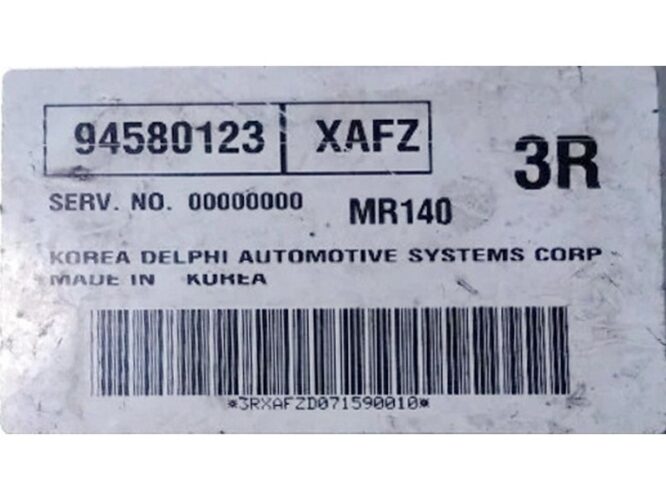 94580123 XAFZ 3R
SERV. NO. 00000000 MR140
KOREA DELPHI AUTOMOTIVE SYSTEMS CORP
MADE IN KOREA
*3RXAFZD071590010*